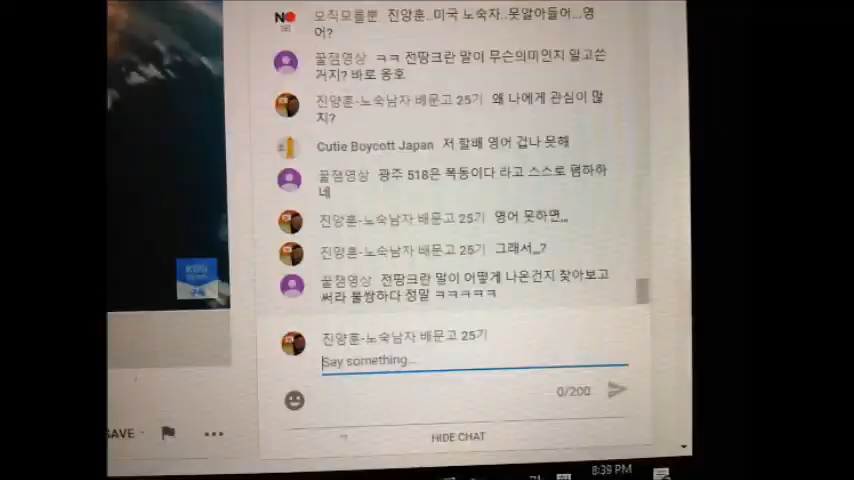 NO 모직모를뿐 진양훈..미국 노숙자..못알아들어...영
어?
꿀잼영상 ㅋㅋ 전땅크란 말이 무슨의미인지 일고쓴
거지? 바로 옹호
진양훈-노숙남자 배문고 25기 왜 나에게 관심이 많
지?
Cutie Boycott Japan 저 할배 영어 겁나 못해
꿀잼영상 광주 518은 폭동이다 라고 스스로 폄하하
네
진양훈-노숙남자 배문고 25기 영어 못하면,,,
진양훈-노숙남자 배문고 25기 그래서,,,?
꿀잼영상 전땅크란 말이 어떻게 나온건지 찾아보고
써라 불쌍하다 정말 ㅋㅋㅋㅋㅋ
KBS
진양훈-노숙남자 배문고 25기
Say something...
0/200
SAVE
HIDE CHAT
8:39 PM